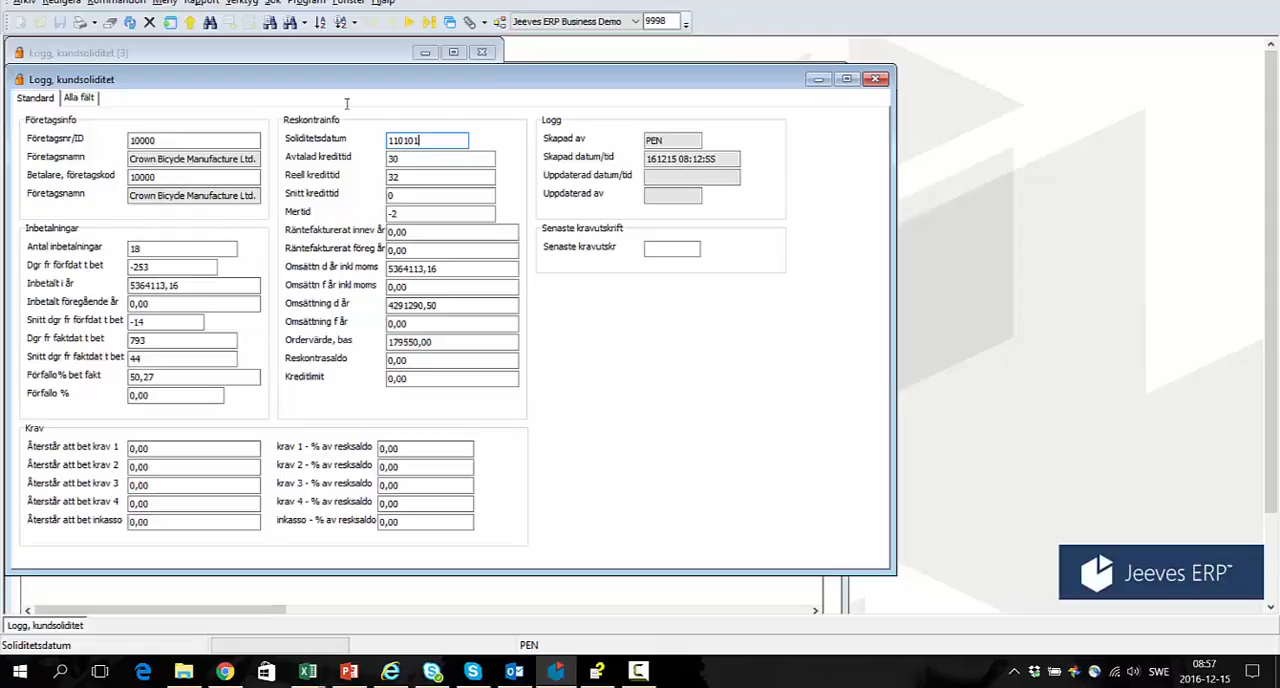 Arkiv Redigera Kommandon Meny Rapport Verktyg Sök Program Fönster Hjälp
Jeeves ERP Business Demo 9998
Logg, kundsoliditet [3]
Logg, kundsoliditet
Standard Alla fält
Företagsinfo
Företagsnr/ID 10000
Företagsnamn Crown Bicycle Manufacture Ltd.
Betalare, företagskod 10000
Företagsnamn Crown Bicycle Manufacture Ltd.
Inbetalningar
Antal inbetalningar 18
Dgr fr förfdat t bet -253
Inbetalt i år 5364113,16
Inbetalt föregående år 0,00
Snitt dgr fr förfdat t bet -14
Dgr fr faktdat t bet 793
Snitt dgr fr faktdat t bet 44
Förfallo% bet fakt 50,27
Förfallo % 0,00
Reskontrainfo
Soliditetsdatum 110101
Avtalad kredittid 30
Reell kredittid 32
Snitt kredittid 0
Mertid -2
Räntefakturerat innev år 0,00
Räntefakturerat föreg år 0,00
Omsättn d år inkl moms 5364113,16
Omsättn f år inkl moms 0,00
Omsättning d år 4291290,50
Omsättning f år 0,00
Ordervärde, bas 179550,00
Reskontrasaldo 0,00
Kreditlimit 0,00
Logg
Skapad av PEN
Skapad datum/tid 161215 08:12:55
Uppdaterad datum/tid
Uppdaterad av
Senaste kravutskrift
Senaste kravutskr
Krav
Återstår att bet krav 1 0,00 krav 1 - % av resksaldo 0,00
Återstår att bet krav 2 0,00 krav 2 - % av resksaldo 0,00
Återstår att bet krav 3 0,00 krav 3 - % av resksaldo 0,00
Återstår att bet krav 4 0,00 krav 4 - % av resksaldo 0,00
Återstår att bet inkasso 0,00 inkasso - % av resksaldo 0,00
Jeeves ERP™
Logg, kundsoliditet
Soliditetsdatum PEN
SWE 08:57
2016-12-15